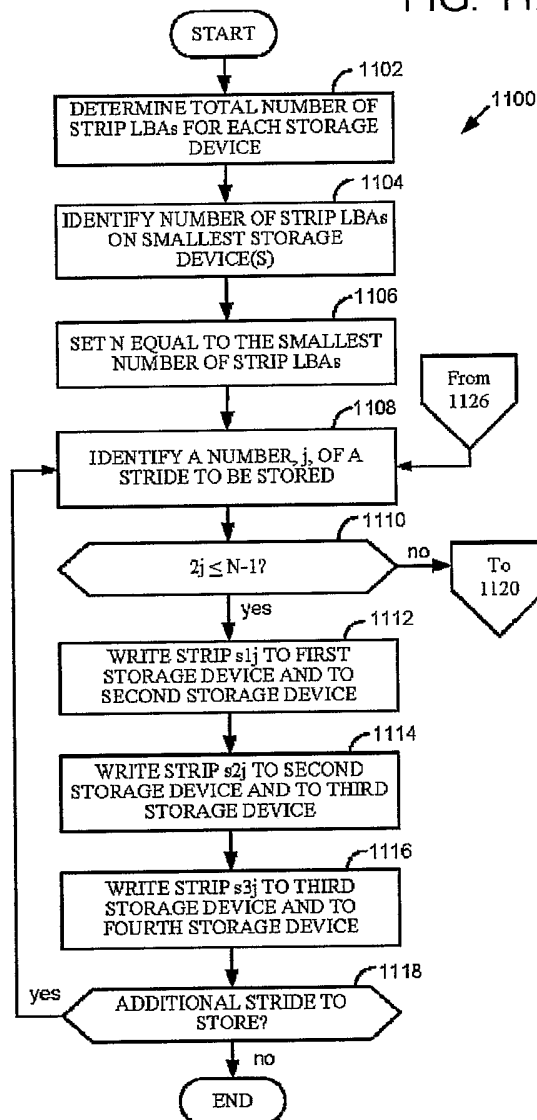 FIG. 11
START
1102
1100
DETERMINE TOTAL NUMBER OF
STRIP LBAs FOR EACH STORAGE
DEVICE
1104
IDENTIFY NUMBER OF STRIP LBAs
ON SMALLEST STORAGE
DEVICE(S)
1106
SET N EQUAL TO THE SMALLEST
NUMBER OF STRIP LBAs
From
1126
1108
IDENTIFY A NUMBER, j, OF A
STRIDE TO BE STORED
1110
2j ≤ N-1?
no
To
1120
yes
1112
WRITE STRIP s1j TO FIRST
STORAGE DEVICE AND TO
SECOND STORAGE DEVICE
1114
WRITE STRIP s2j TO SECOND
STORAGE DEVICE AND TO THIRD
STORAGE DEVICE
1116
WRITE STRIP s3j TO THIRD
STORAGE DEVICE AND TO
FOURTH STORAGE DEVICE
1118
yes
ADDITIONAL STRIDE TO
STORE?
no
END